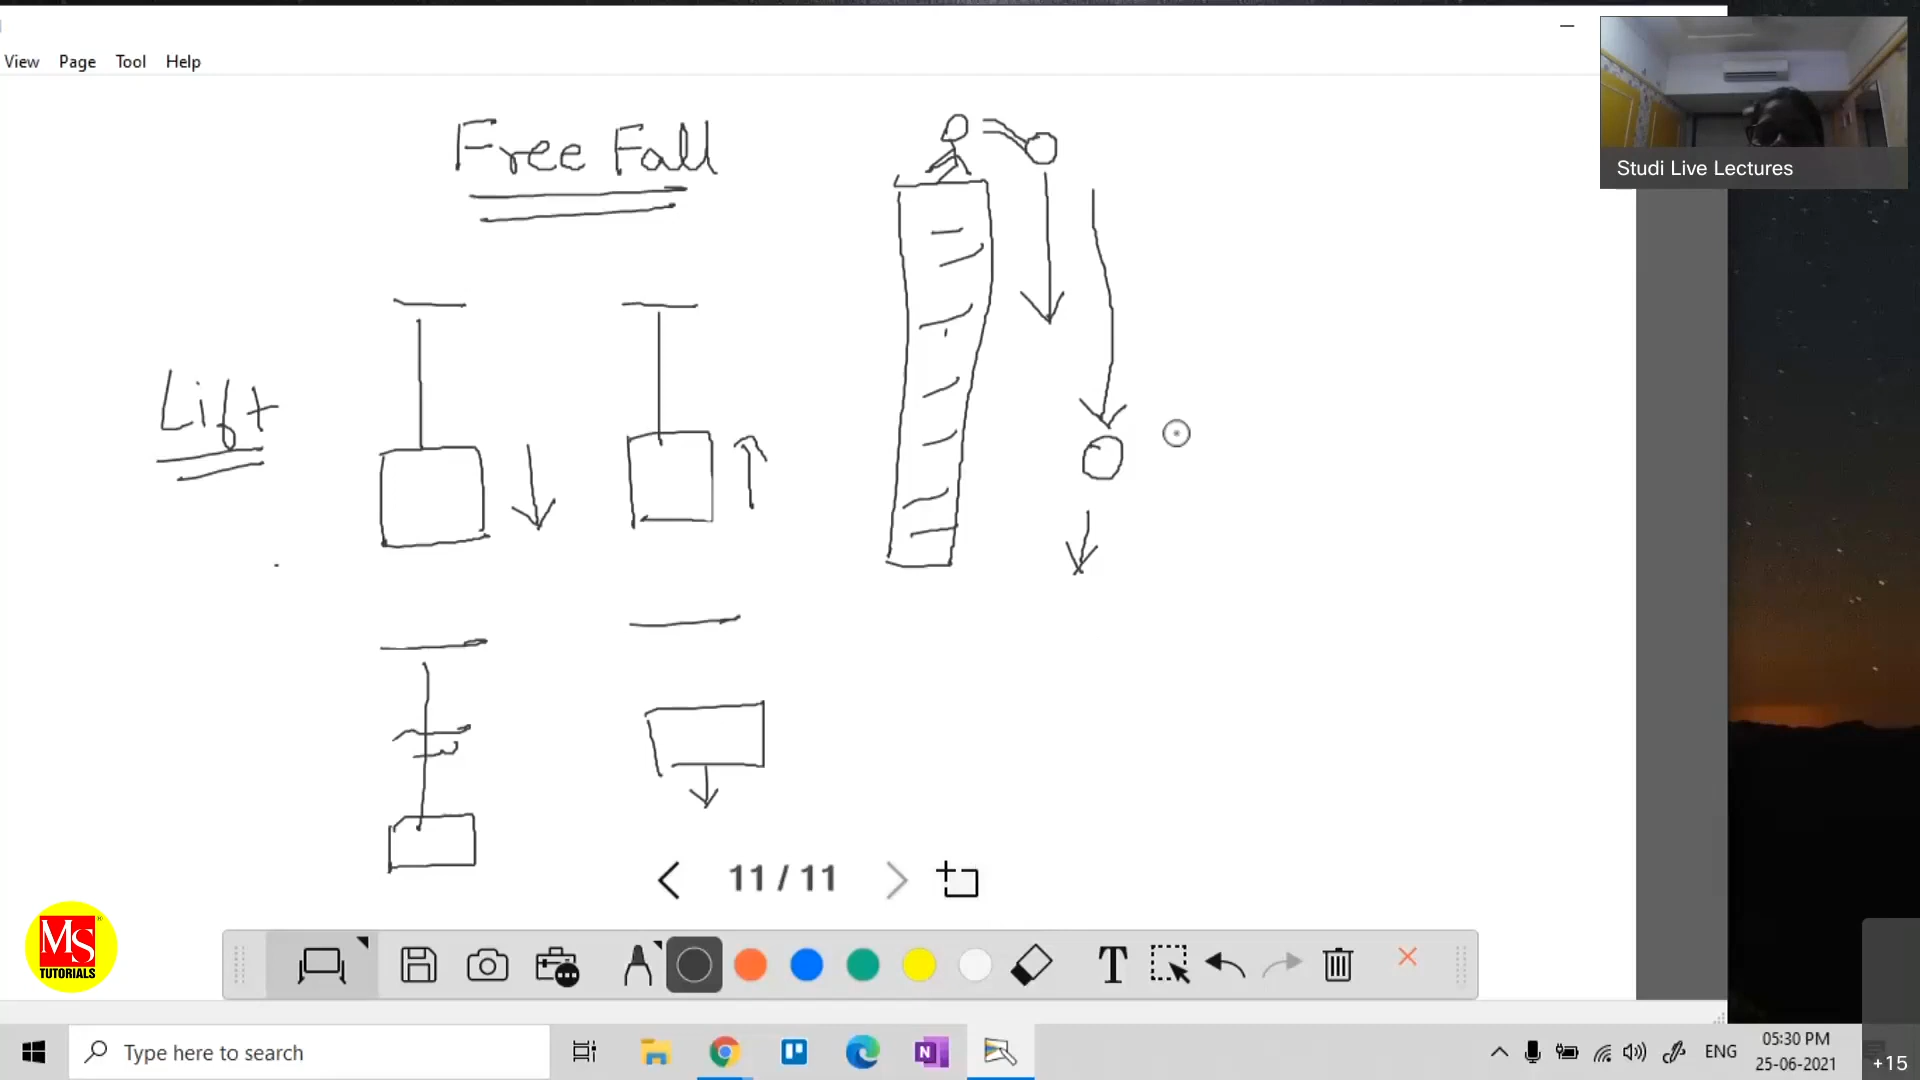 View Page Tool Help
Studi Live Lectures
Free Fall
Lift
11 / 11
MS
TUTORIALS
T
Type here to search
N
ENG
05:30 PM
25-06-2021
+15